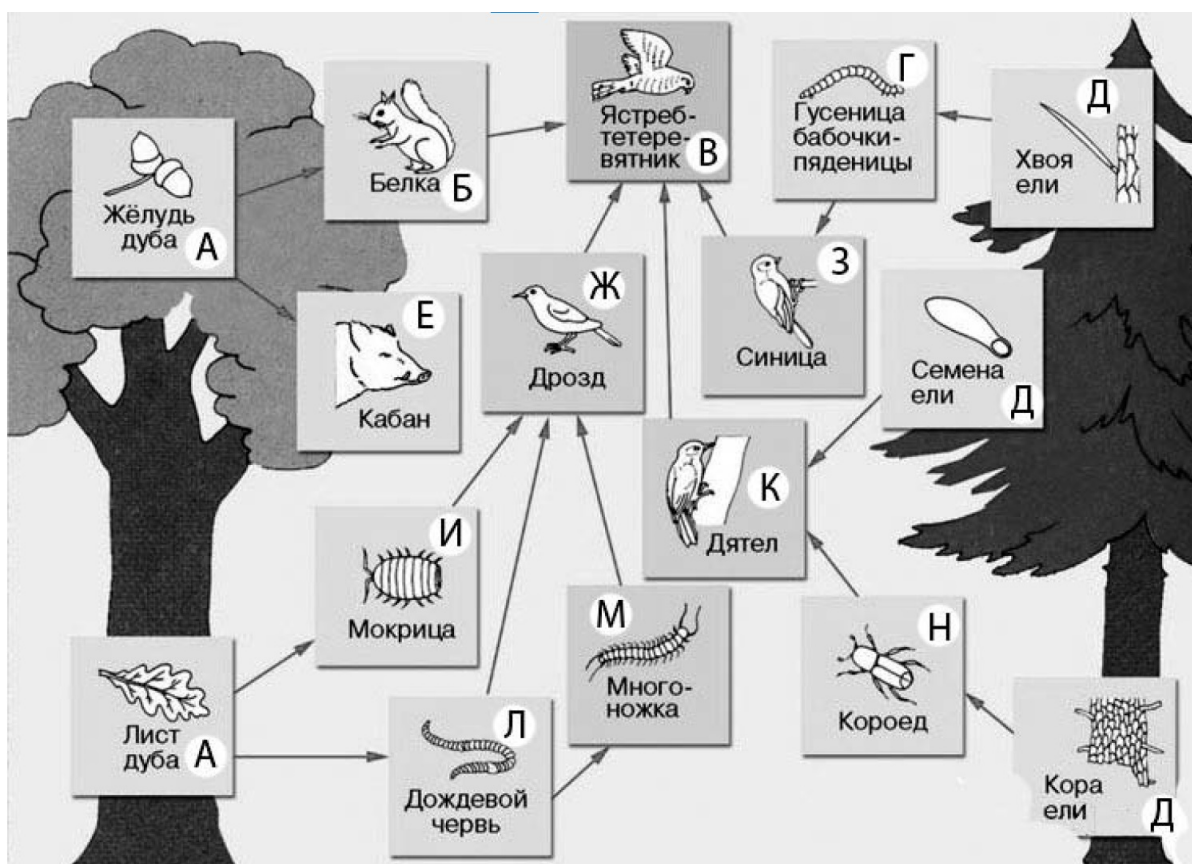 Жёлудь
дуба
А
Белка
Б
Ястреб-
тетере-
вятник
В
Г
Гусеница
бабочки-
пяденицы
Д
Хвоя
ели
Е
Кабан
Ж
Дрозд
З
Синица
Семена
ели
Д
К
Дятел
И
Мокрица
М
Много-
ножка
Н
Короед
Лист
дуба
А
Л
Дождевой
червь
Кора
ели
Д